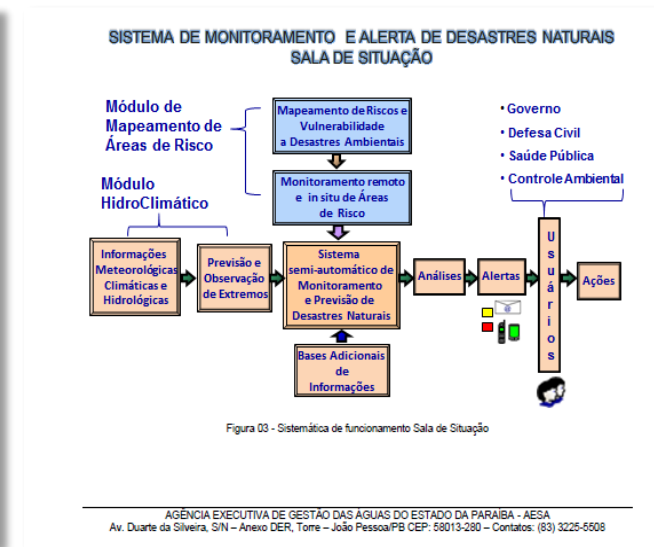 SISTEMA DE MONITORAMENTO E ALERTA DE DESASTRES NATURAIS
SALA DE SITUAÇÃO
Módulo de
Mapeamento de
Áreas de Risco
Mapeamento de Riscos e
Vulnerabilidade
a Desastres Ambientais
• Governo
• Defesa Civil
• Saúde Pública
• Controle Ambiental
Monitoramento remoto
e in situ de Áreas
de Risco
Módulo
HidroClimático
Informações
Meteorológicas
Climáticas e
Hidrológicas
Previsão e
Observação
de Extremos
Sistema
semi-automático de
Monitoramento
e Previsão de
Desastres Naturais
Análises
Alertas
Usuários
Ações
Bases Adicionais
de
Informações
Figura 03 - Sistemática de funcionamento Sala de Situação
AGÊNCIA EXECUTIVA DE GESTÃO DAS ÁGUAS DO ESTADO DA PARAÍBA - AESA
Av. Duarte da Silveira, S/N – Anexo DER, Torre – João Pessoa/PB CEP: 58013-280 – Contatos: (83) 3225-5508